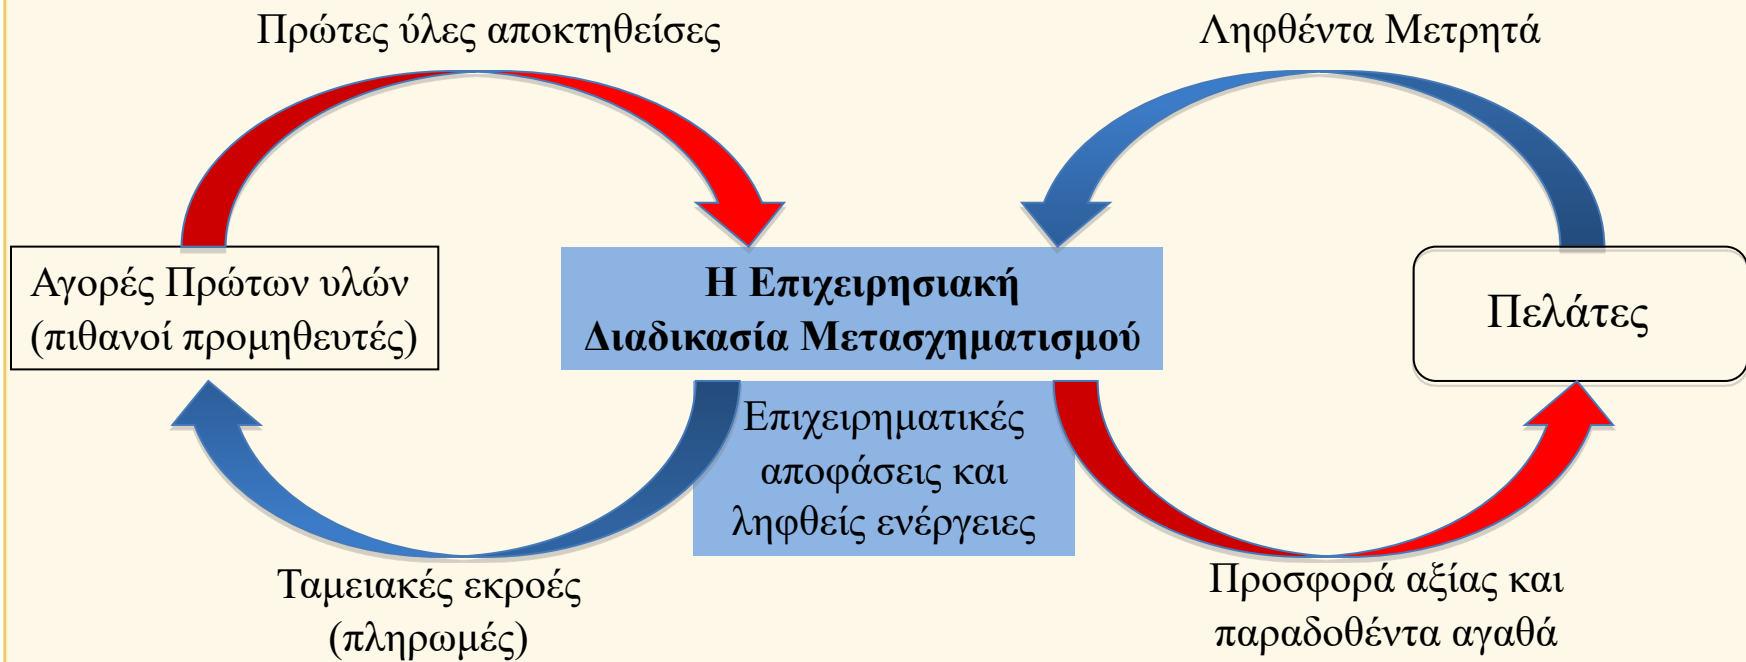 Πρώτες ύλες αποκτηθείσες
Ληφθέντα Μετρητά
Αγορές Πρώτων υλών
(πιθανοί προμηθευτές)
Η Επιχειρησιακή
Διαδικασία Μετασχηματισμού
Πελάτες
Επιχειρηματικές
αποφάσεις και
ληφθείς ενέργειες
Ταμειακές εκροές
(πληρωμές)
Προσφορά αξίας και
παραδοθέντα αγαθά